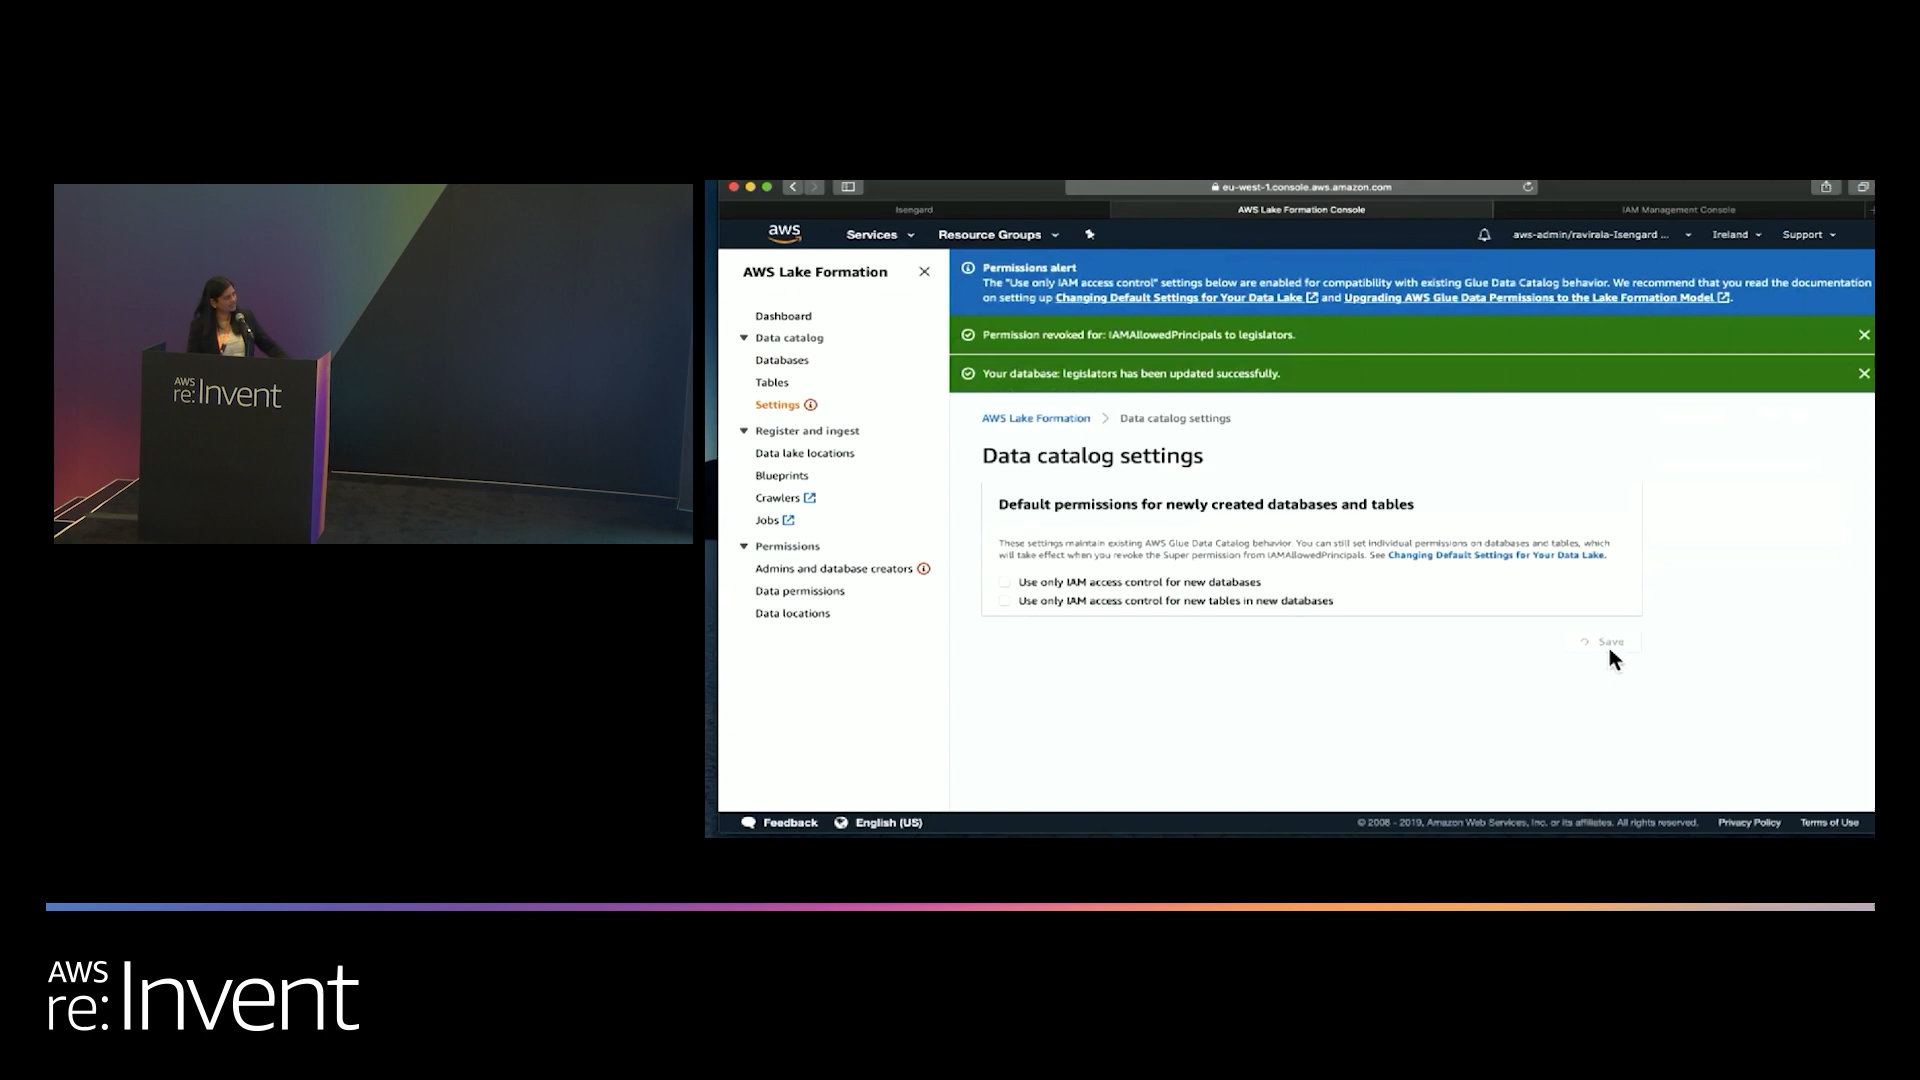 AWS
re:Invent
eu-west-1.console.aws.amazon.com
Isengard
AWS Lake Formation Console
IAM Management Console
aws
Services
Resource Groups
aws-admin/ravirala-Isengard ...
Ireland
Support
AWS Lake Formation
Dashboard
Data catalog
Databases
Tables
Settings
Register and ingest
Data lake locations
Blueprints
Crawlers
Jobs
Permissions
Admins and database creators
Data permissions
Data locations
Permissions alert
The "Use only IAM access control" settings below are enabled for compatibility with existing Glue Data Catalog behavior. We recommend that you read the documentation
on setting up Changing Default Settings for Your Data Lake and Upgrading AWS Glue Data Permissions to the Lake Formation Model.
Permission revoked for: IAMAllowedPrincipals to legislators.
Your database: legislators has been updated successfully.
AWS Lake Formation > Data catalog settings
Data catalog settings
Default permissions for newly created databases and tables
These settings maintain existing AWS Glue Data Catalog behavior. You can still set individual permissions on databases and tables, which
will take effect when you revoke the Super permission from IAMAllowedPrincipals. See Changing Default Settings for Your Data Lake.
Use only IAM access control for new databases
Use only IAM access control for new tables in new databases
Save
Feedback
English (US)
© 2008 - 2019, Amazon Web Services, Inc. or its affiliates. All rights reserved.
Privacy Policy
Terms of Use
AWS
re:Invent